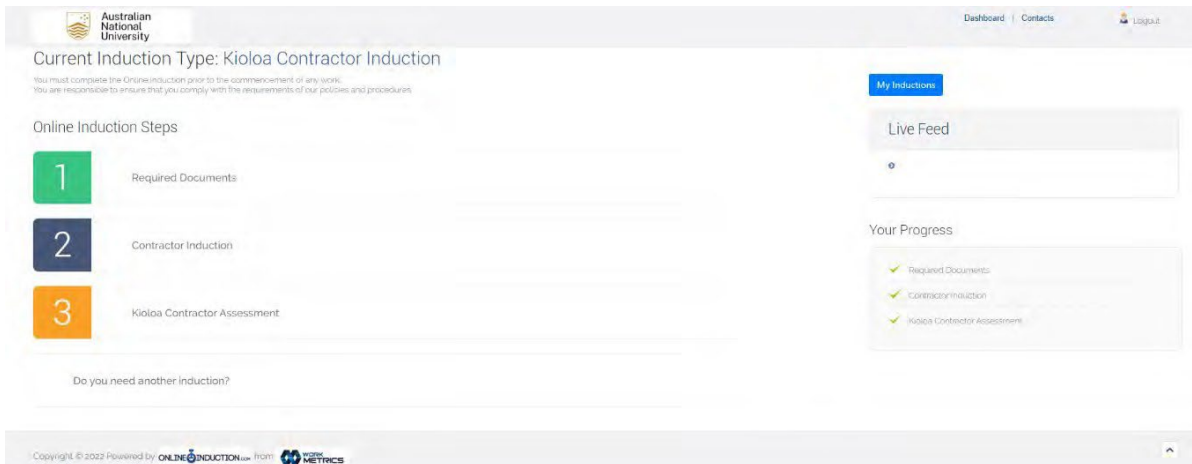 Australian
National
University
Dashboard | Contacts
Logout
Current Induction Type: Kioloa Contractor Induction
You must complete the Online induction prior to the commencement of any work.
You are responsible to ensure that you comply with the requirements of our policies and procedures
My Inductions
Online Induction Steps
Live Feed
1
Required Documents
2
Contractor Induction
3
Kioloa Contractor Assessment
Your Progress
Required Documents
Contractor Induction
Kioloa Contractor Assessment
Do you need another induction?
Copyright © 2022 Powered by ONLINEINDUCTION.com from WORK METRICS